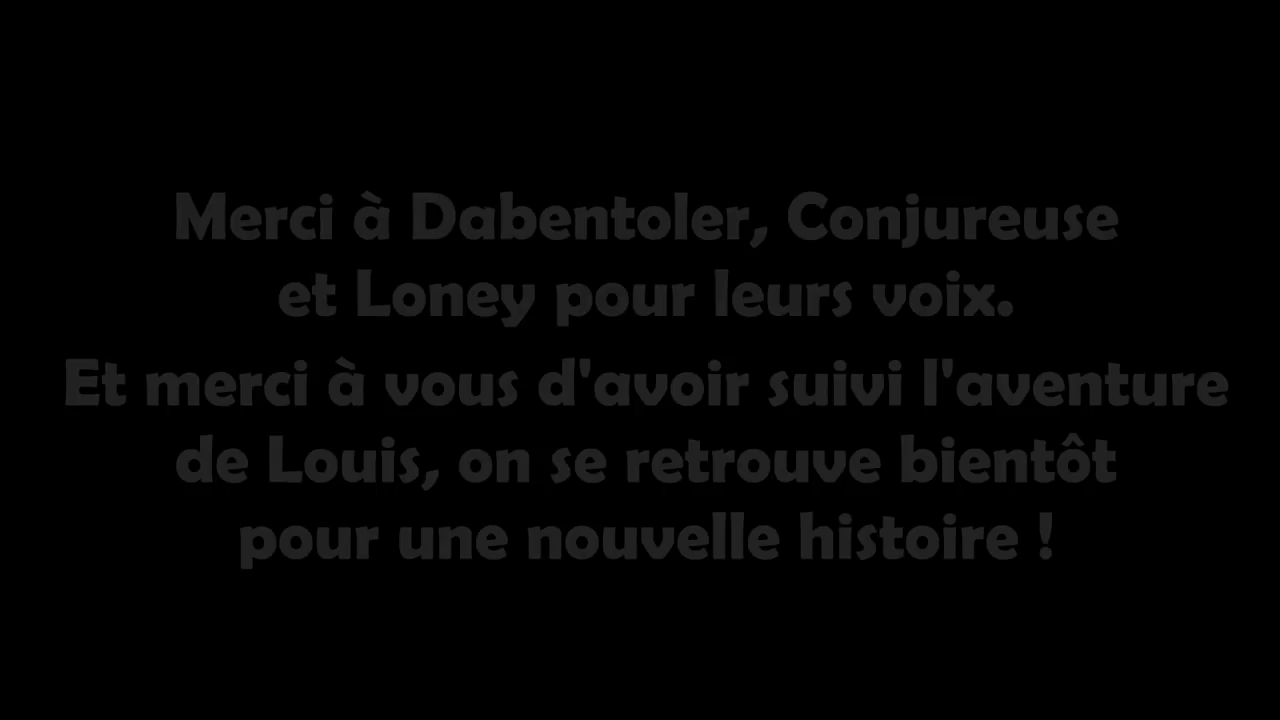 Merci à Dabentoler, Conjureuse
et Loney pour leurs voix.
Et merci à vous d'avoir suivi l'aventure
de Louis, on se retrouve bientôt
pour une nouvelle histoire !